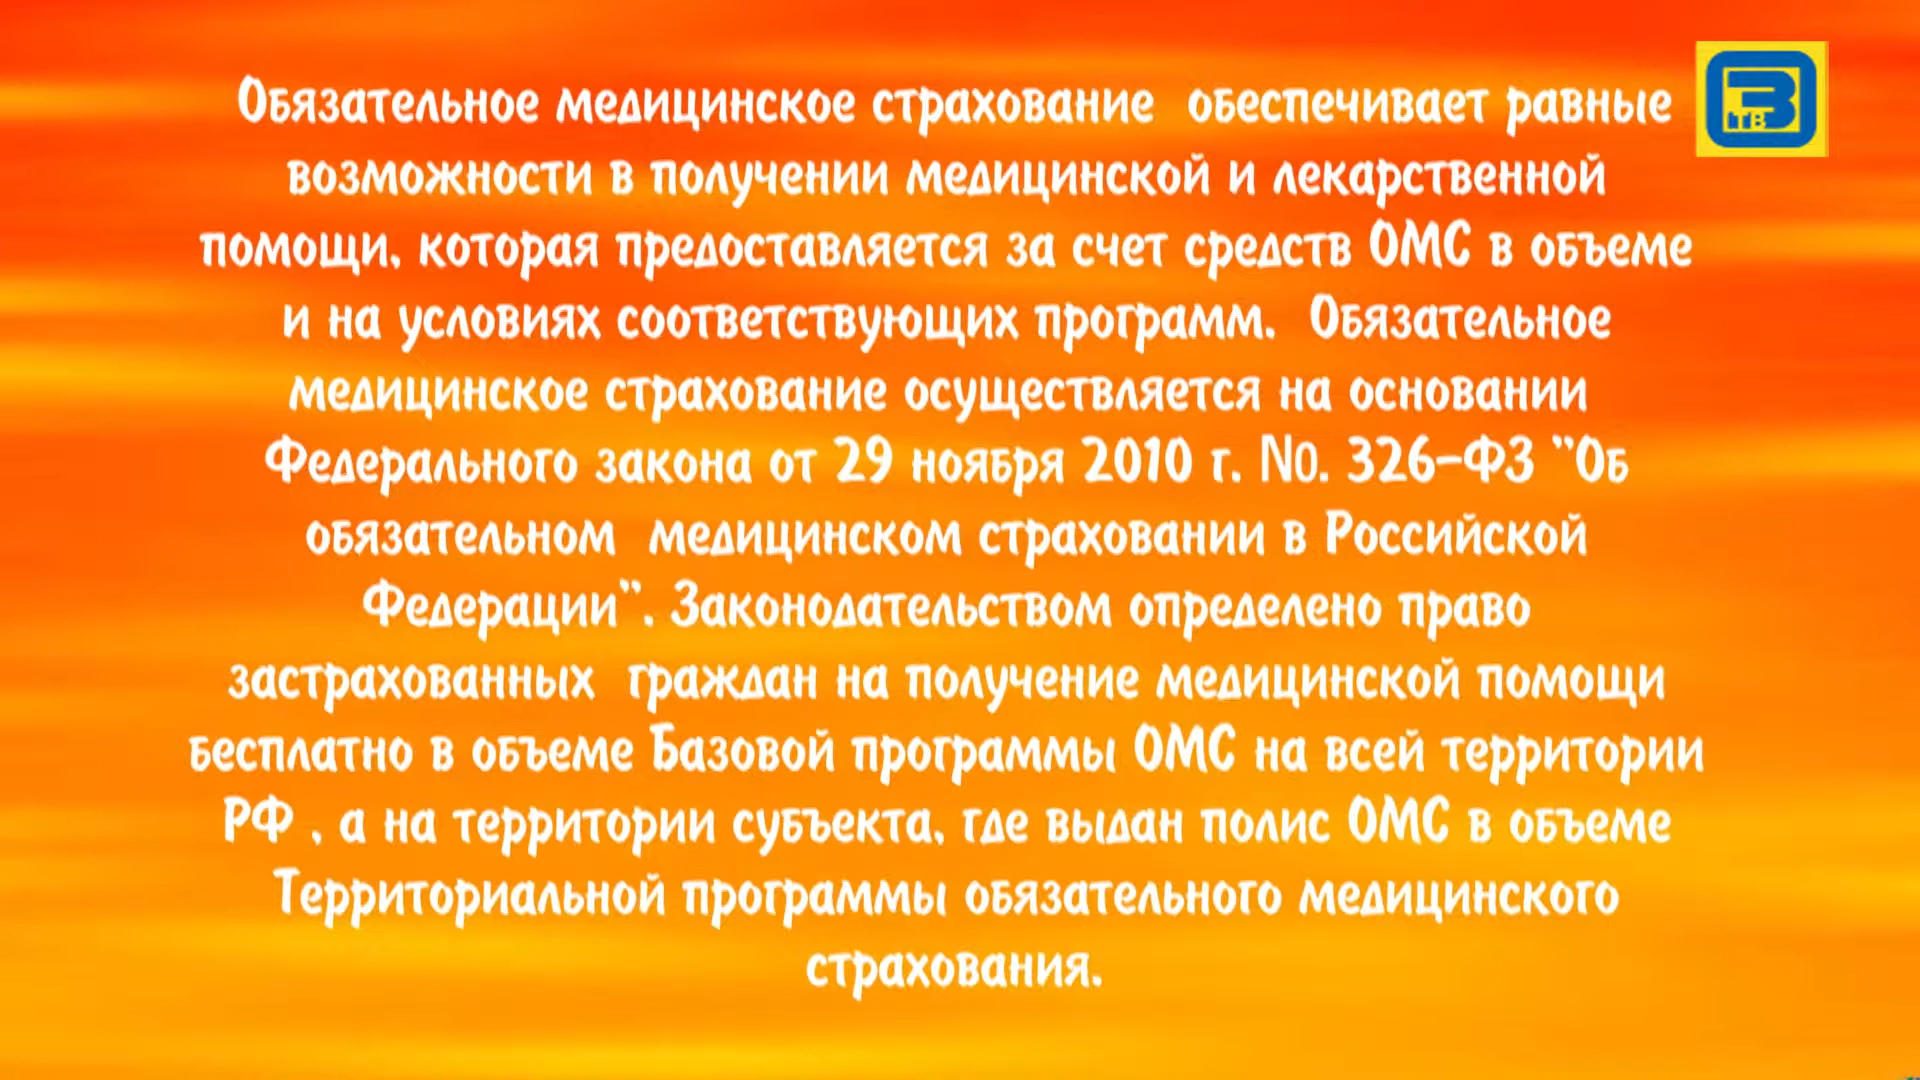 Обязательное медицинское страхование обеспечивает равные
возможности в получении медицинской и лекарственной
помощи, которая предоставляется за счет средств ОМС в объеме
и на условиях соответствующих программ. Обязательное
медицинское страхование осуществляется на основании
Федерального закона от 29 ноября 2010 г. No. 326-ФЗ "Об
обязательном медицинском страховании в Российской
Федерации". Законодательством определено право
застрахованных граждан на получение медицинской помощи
бесплатно в объеме Базовой программы ОМС на всей территории
РФ , а на территории субъекта, где выдан полис ОМС в объеме
Территориальной программы обязательного медицинского
страхования.
ТВ